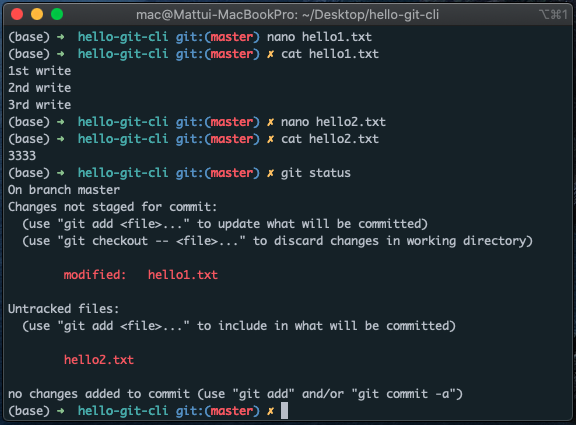 mac@Mattui-MacBookPro: ~/Desktop/hello-git-cli
⌥⌘1
(base) ➜ hello-git-cli git:(master) nano hello1.txt
(base) ➜ hello-git-cli git:(master) ✗ cat hello1.txt
1st write
2nd write
3rd write
(base) ➜ hello-git-cli git:(master) ✗ nano hello2.txt
(base) ➜ hello-git-cli git:(master) ✗ cat hello2.txt
3333
(base) ➜ hello-git-cli git:(master) ✗ git status
On branch master
Changes not staged for commit:
  (use "git add <file>..." to update what will be committed)
  (use "git checkout -- <file>..." to discard changes in working directory)
        modified:   hello1.txt
Untracked files:
  (use "git add <file>..." to include in what will be committed)
        hello2.txt
no changes added to commit (use "git add" and/or "git commit -a")
(base) ➜ hello-git-cli git:(master) ✗